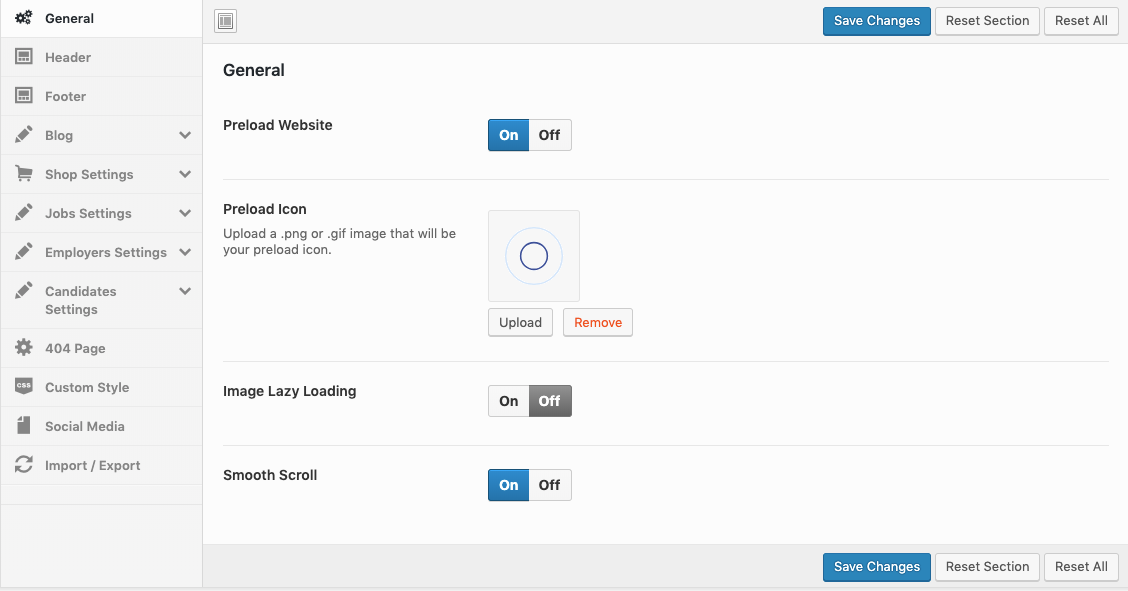 General
Header
Footer
Blog
Shop Settings
Jobs Settings
Employers Settings
Candidates
Settings
404 Page
CSS
Custom Style
Social Media
Import / Export
Save Changes
Reset Section
Reset All
General
Preload Website
On
Off
Preload Icon
Upload a .png or .gif image that will be
your preload icon.
Upload
Remove
Image Lazy Loading
On
Off
Smooth Scroll
On
Off
Save Changes
Reset Section
Reset All